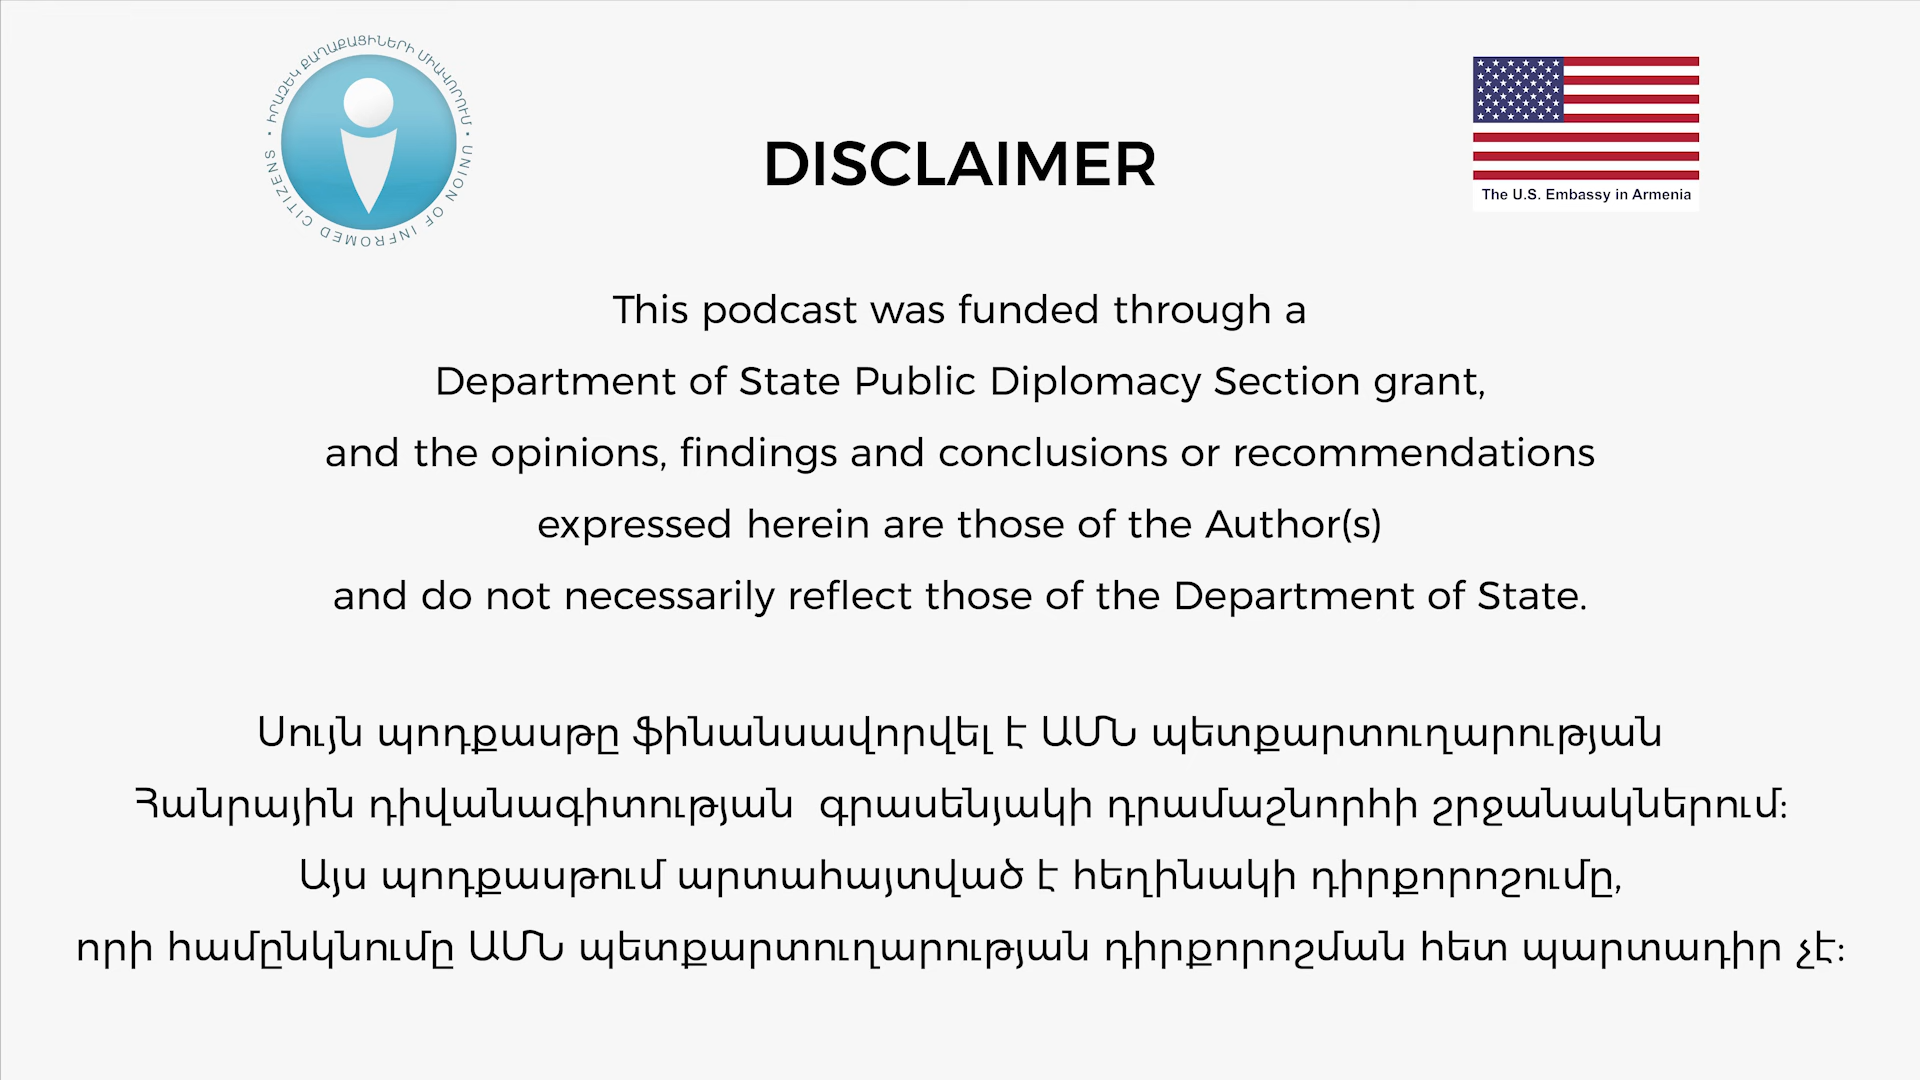 ԻՐԱԶԵԿ ՔԱՂԱՔԱՑԻՆԵՐԻ ՄԻԱՎՈՐՈՒՄ • UNION OF INFROMED CITIZENS •
The U.S. Embassy in Armenia
DISCLAIMER
This podcast was funded through a
Department of State Public Diplomacy Section grant,
and the opinions, findings and conclusions or recommendations
expressed herein are those of the Author(s)
and do not necessarily reflect those of the Department of State.
Սույն պոդքասթը ֆինանսավորվել է ԱՄՆ պետքարտուղարության
Հանրային դիվանագիտության գրասենյակի դրամաշնորհի շրջանակներում:
Այս պոդքասթում արտահայտված է հեղինակի դիրքորոշումը,
որի համընկնումը ԱՄՆ պետքարտուղարության դիրքորոշման հետ պարտադիր չէ: